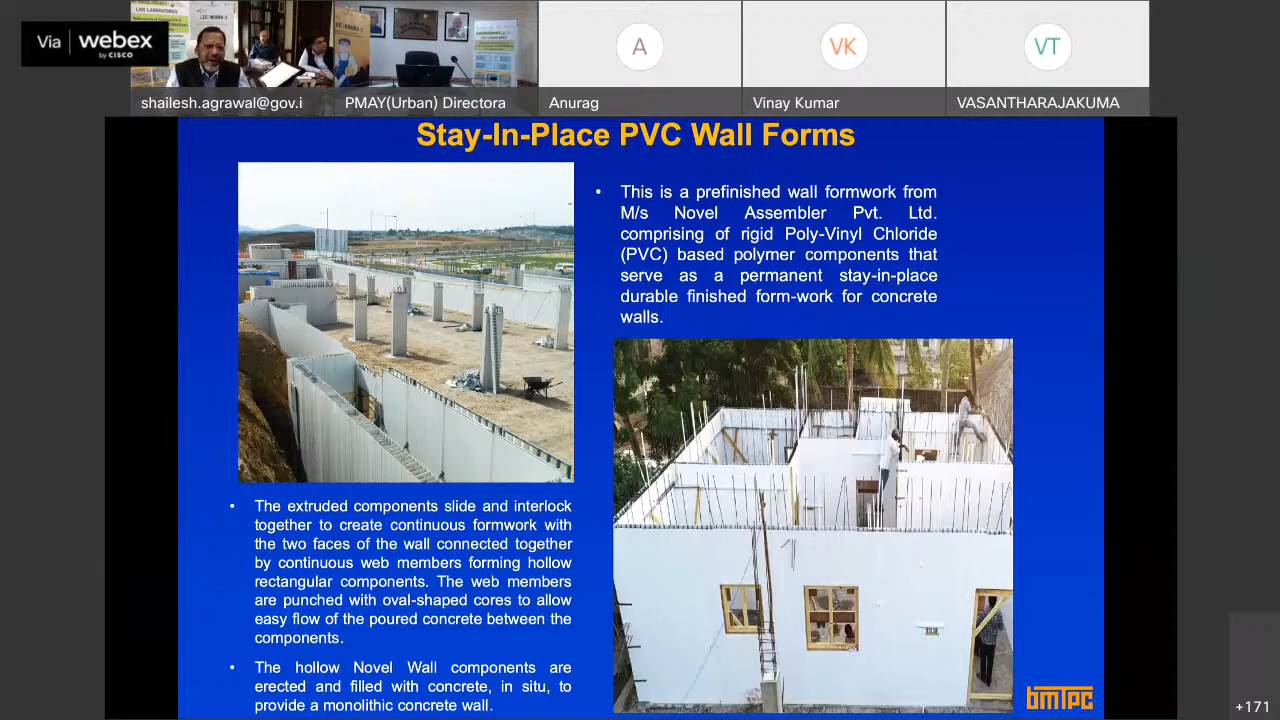 Via webex
by CISCO
LIVE LABORATORIES
A
VK
VT
shailesh.agrawal@gov.i
PMAY(Urban) Directora
Anurag
Vinay Kumar
VASANTHARAJAKUMA
Stay-In-Place PVC Wall Forms
• This is a prefinished wall formwork from
M/s Novel Assembler Pvt. Ltd.
comprising of rigid Poly-Vinyl Chloride
(PVC) based polymer components that
serve as a permanent stay-in-place
durable finished form-work for concrete
walls.
• The extruded components slide and interlock
together to create continuous formwork with
the two faces of the wall connected together
by continuous web members forming hollow
rectangular components. The web members
are punched with oval-shaped cores to allow
easy flow of the poured concrete between the
components.
• The hollow Novel Wall components are
erected and filled with concrete, in situ, to
provide a monolithic concrete wall.
bmtpc
+171